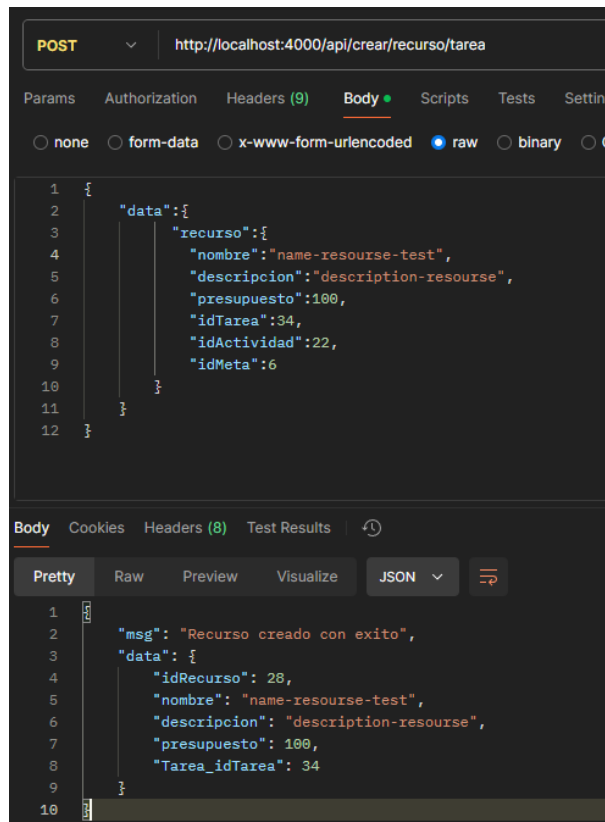 POST http://localhost:4000/api/crear/recurso/tarea
Params Authorization Headers (9) Body Scripts Tests Settin
none form-data x-www-form-urlencoded raw binary
1 {
2 "data":{
3 "recurso":{
4 "nombre":"name-resourse-test",
5 "descripcion":"description-resourse",
6 "presupuesto":100,
7 "idTarea":34,
8 "idActividad":22,
9 "idMeta":6
10 }
11 }
12 }
Body Cookies Headers (8) Test Results
Pretty Raw Preview Visualize JSON
1 {
2 "msg": "Recurso creado con exito",
3 "data": {
4 "idRecurso": 28,
5 "nombre": "name-resourse-test",
6 "descripcion": "description-resourse",
7 "presupuesto": 100,
8 "Tarea_idTarea": 34
9 }
10 }